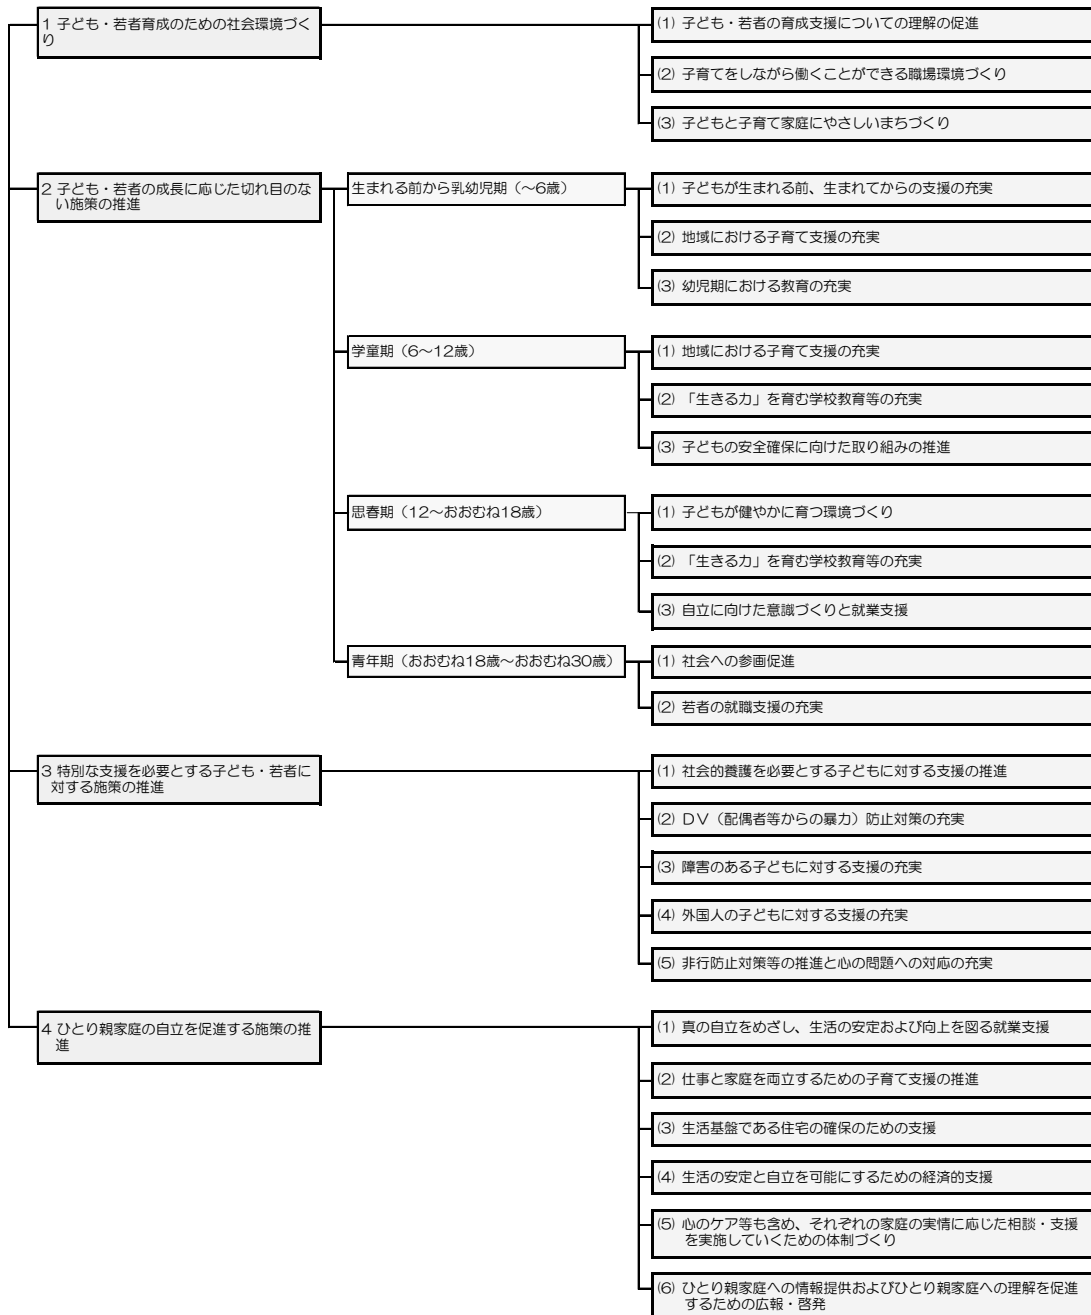 1 子ども・若者育成のための社会環境づく
り
(1) 子ども・若者の育成支援についての理解の促進
(2) 子育てをしながら働くことができる職場環境づくり
(3) 子どもと子育て家庭にやさしいまちづくり
2 子ども・若者の成長に応じた切れ目のな
い施策の推進
生まれる前から乳幼児期（～6歳）
(1) 子どもが生まれる前、生まれてからの支援の充実
(2) 地域における子育て支援の充実
(3) 幼児期における教育の充実
学童期（6～12歳）
(1) 地域における子育て支援の充実
(2) 「生きる力」を育む学校教育等の充実
(3) 子どもの安全確保に向けた取り組みの推進
思春期（12～おおむね18歳）
(1) 子どもが健やかに育つ環境づくり
(2) 「生きる力」を育む学校教育等の充実
(3) 自立に向けた意識づくりと就業支援
青年期（おおむね18歳～おおむね30歳）
(1) 社会への参画促進
(2) 若者の就職支援の充実
3 特別な支援を必要とする子ども・若者に
対する施策の推進
(1) 社会的養護を必要とする子どもに対する支援の推進
(2) ＤＶ（配偶者等からの暴力）防止対策の充実
(3) 障害のある子どもに対する支援の充実
(4) 外国人の子どもに対する支援の充実
(5) 非行防止対策等の推進と心の問題への対応の充実
4 ひとり親家庭の自立を促進する施策の推
進
(1) 真の自立をめざし、生活の安定および向上を図る就業支援
(2) 仕事と家庭を両立するための子育て支援の推進
(3) 生活基盤である住宅の確保のための支援
(4) 生活の安定と自立を可能にするための経済的支援
(5) 心のケア等も含め、それぞれの家庭の実情に応じた相談・支援
を実施していくための体制づくり
(6) ひとり親家庭への情報提供およびひとり親家庭への理解を促進
するための広報・啓発